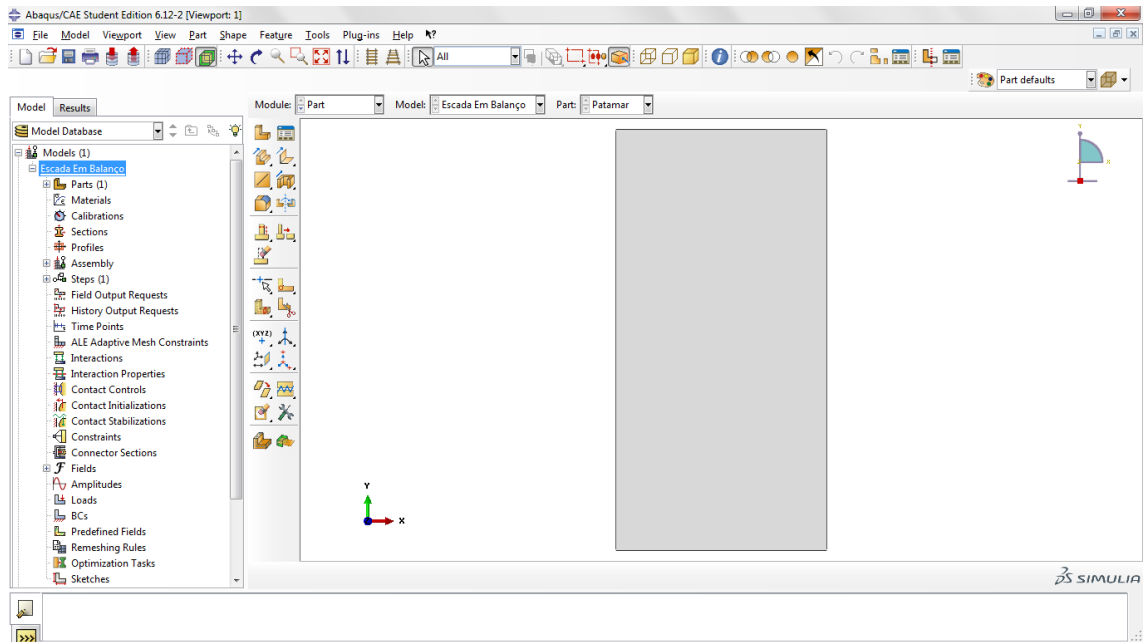 Abaqus/CAE Student Edition 6.12-2 [Viewport: 1]
File Model Viewport View Part Shape Feature Tools Plug-ins Help
All
Part defaults
Model Results
Module: Part Model: Escada Em Balanço Part: Patamar
Model Database
Models (1)
Escada Em Balanço
Parts (1)
Materials
Calibrations
Sections
Profiles
Assembly
Steps (1)
Field Output Requests
History Output Requests
Time Points
ALE Adaptive Mesh Constraints
Interactions
Interaction Properties
Contact Controls
Contact Initializations
Contact Stabilizations
Constraints
Connector Sections
Fields
Amplitudes
Loads
BCs
Predefined Fields
Remeshing Rules
Optimization Tasks
Sketches
(XYZ)
Y
X
Y
X
SIMULIA
>>>